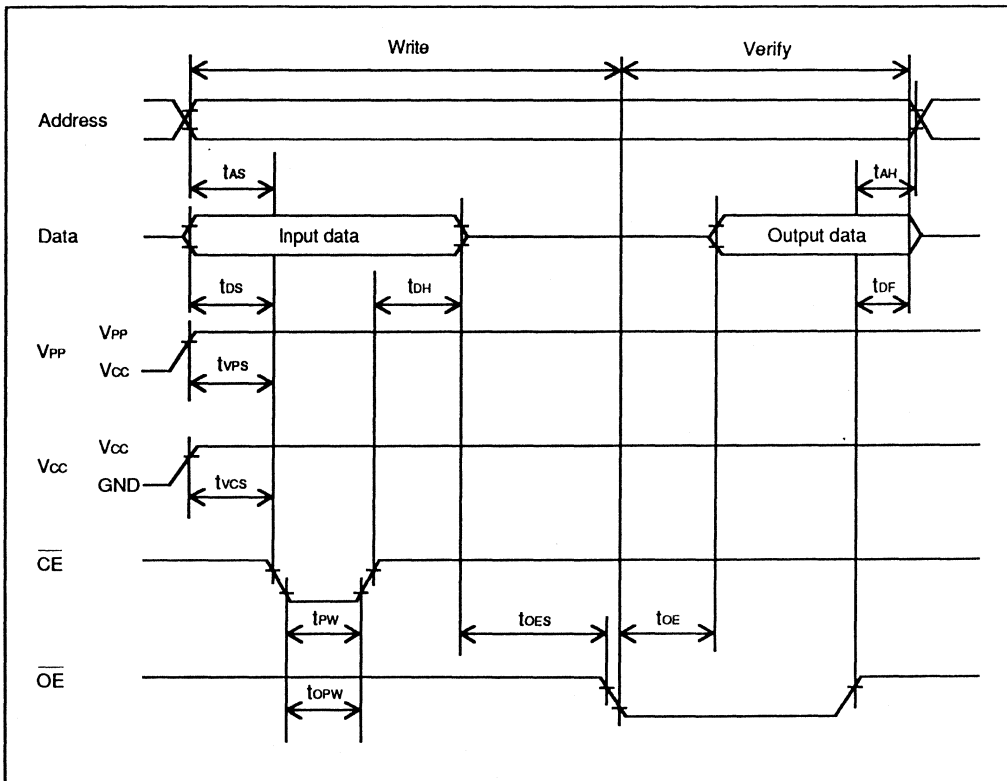 Write
Verify
Address
tAS
tAH
Data
Input data
Output data
tDS
tDH
tDF
VPP
VPP
VCC
tVPS
VCC
VCC
GND
tVCS
CE
tPW
tOES
tOE
OE
tOPW